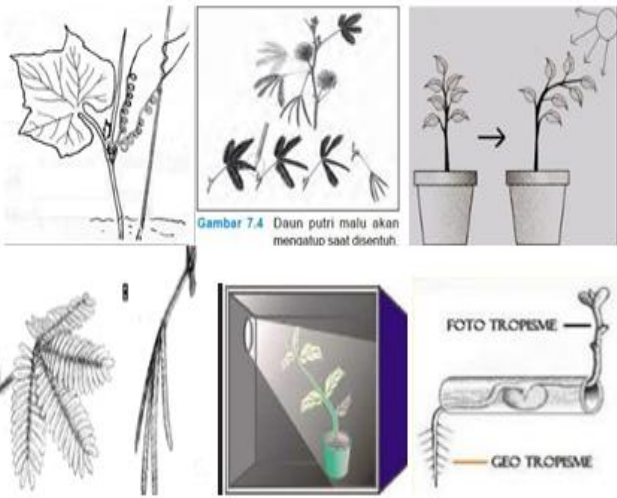 Gambar 7.4 Daun putri malu akan
mengatup saat disentuh.
FOTO TROPISME
GEO TROPISME